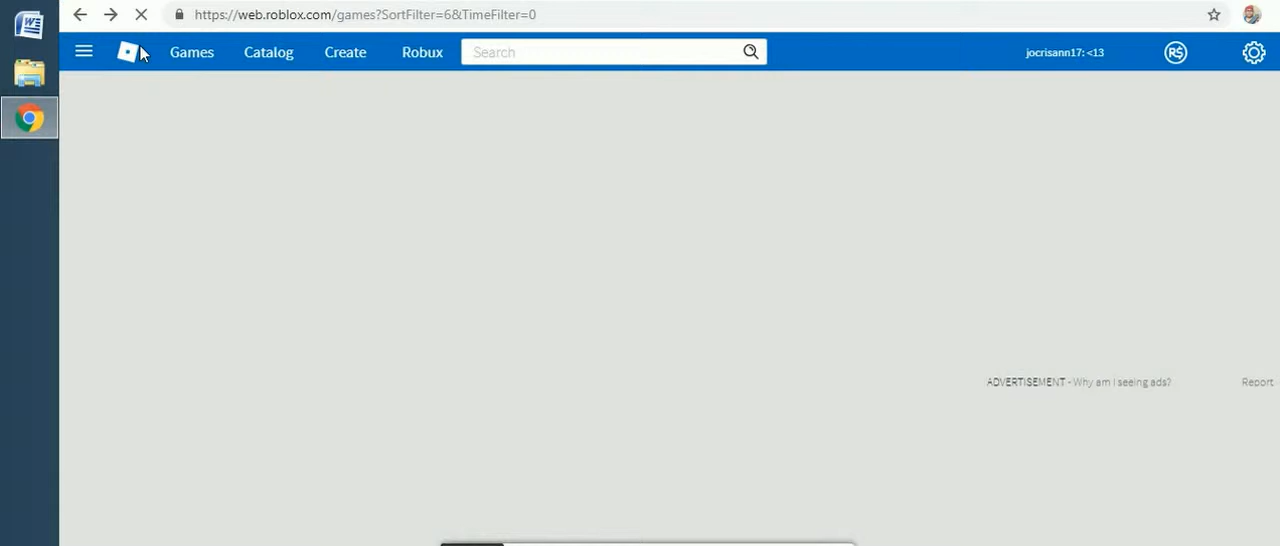 https://web.roblox.com/games?SortFilter=6&TimeFilter=0
Games Catalog Create Robux Search jocrisann17: <13 R$
ADVERTISEMENT - Why am I seeing ads? Report